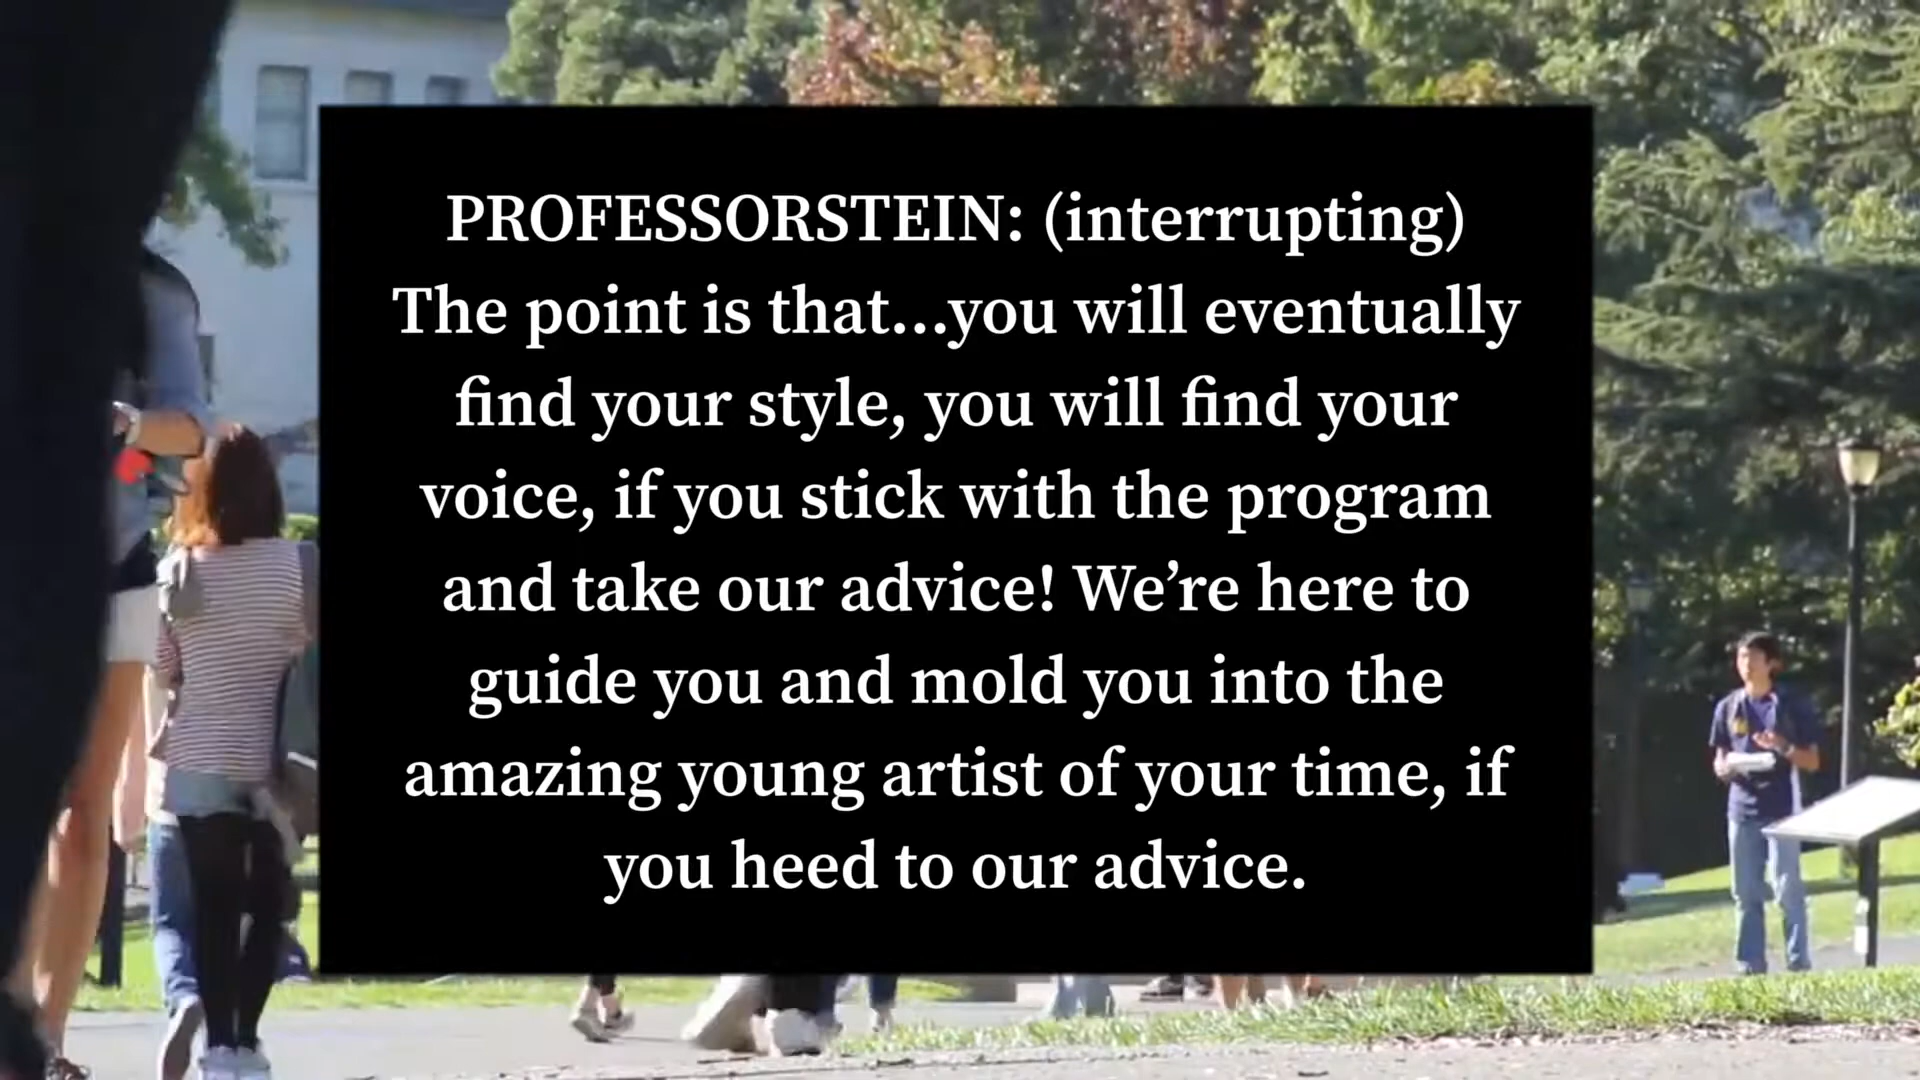 PROFESSORSTEIN: (interrupting)
The point is that...you will eventually
find your style, you will find your
voice, if you stick with the program
and take our advice! We’re here to
guide you and mold you into the
amazing young artist of your time, if
you heed to our advice.